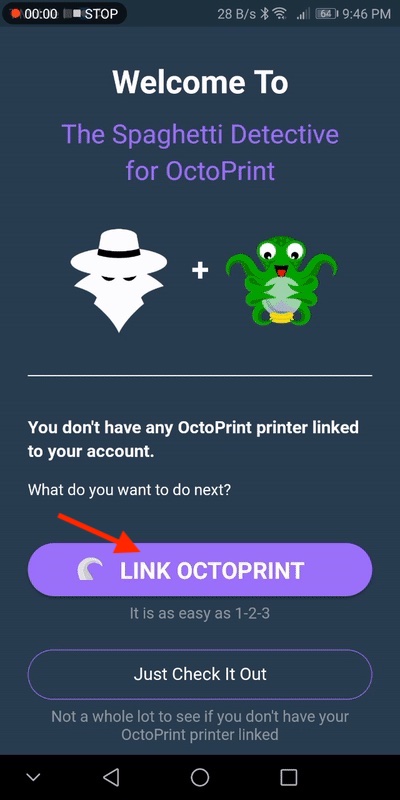 00:00 STOP 28 B/s 64 9:46 PM
Welcome To
The Spaghetti Detective
for OctoPrint
+
You don't have any OctoPrint printer linked
to your account.
What do you want to do next?
LINK OCTOPRINT
It is as easy as 1-2-3
Just Check It Out
Not a whole lot to see if you don't have your
OctoPrint printer linked